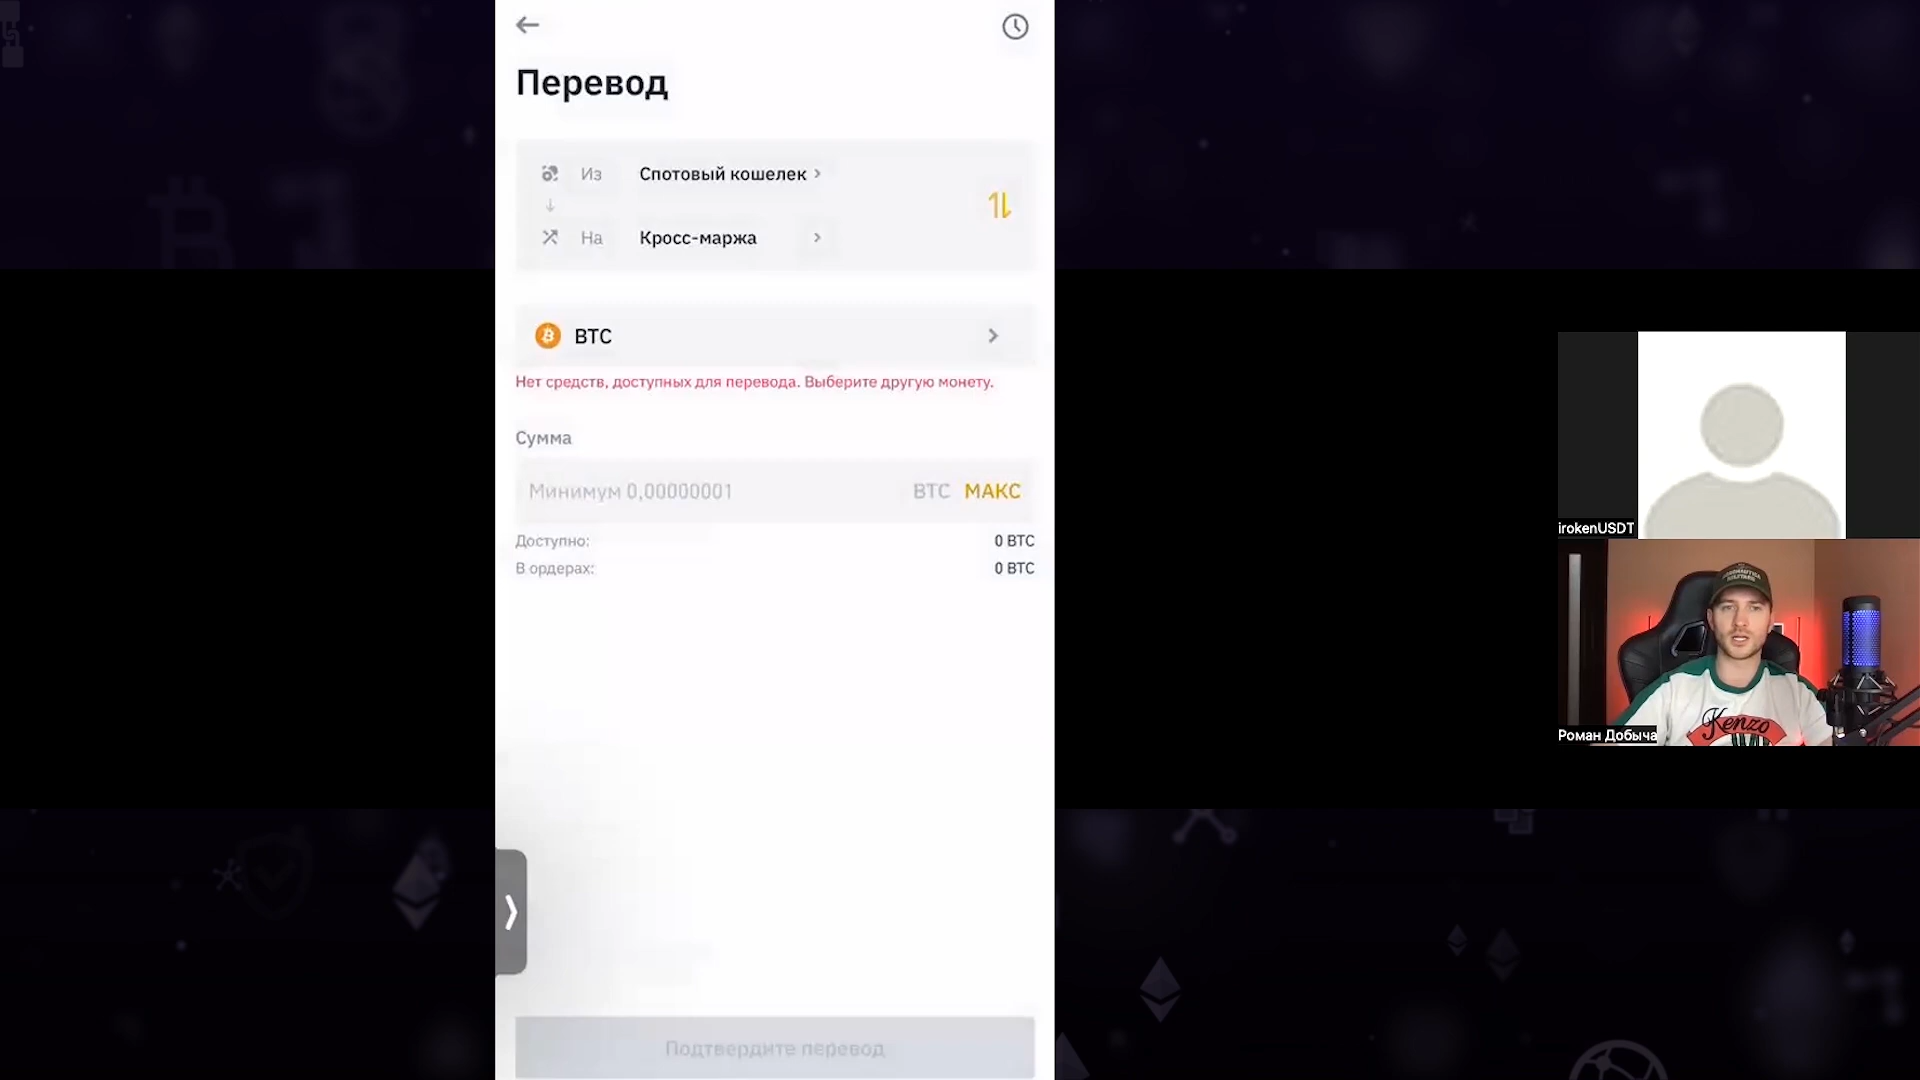 Перевод
Из Спотовый кошелек
На Кросс-маржа
BTC
Нет средств, доступных для перевода. Выберите другую монету.
Сумма
Минимум 0,00000001 BTC МАКС
Доступно: 0 BTC
В ордерах: 0 BTC
Подтвердите перевод
irokenUSDT
Kenzo
Роман Добыча